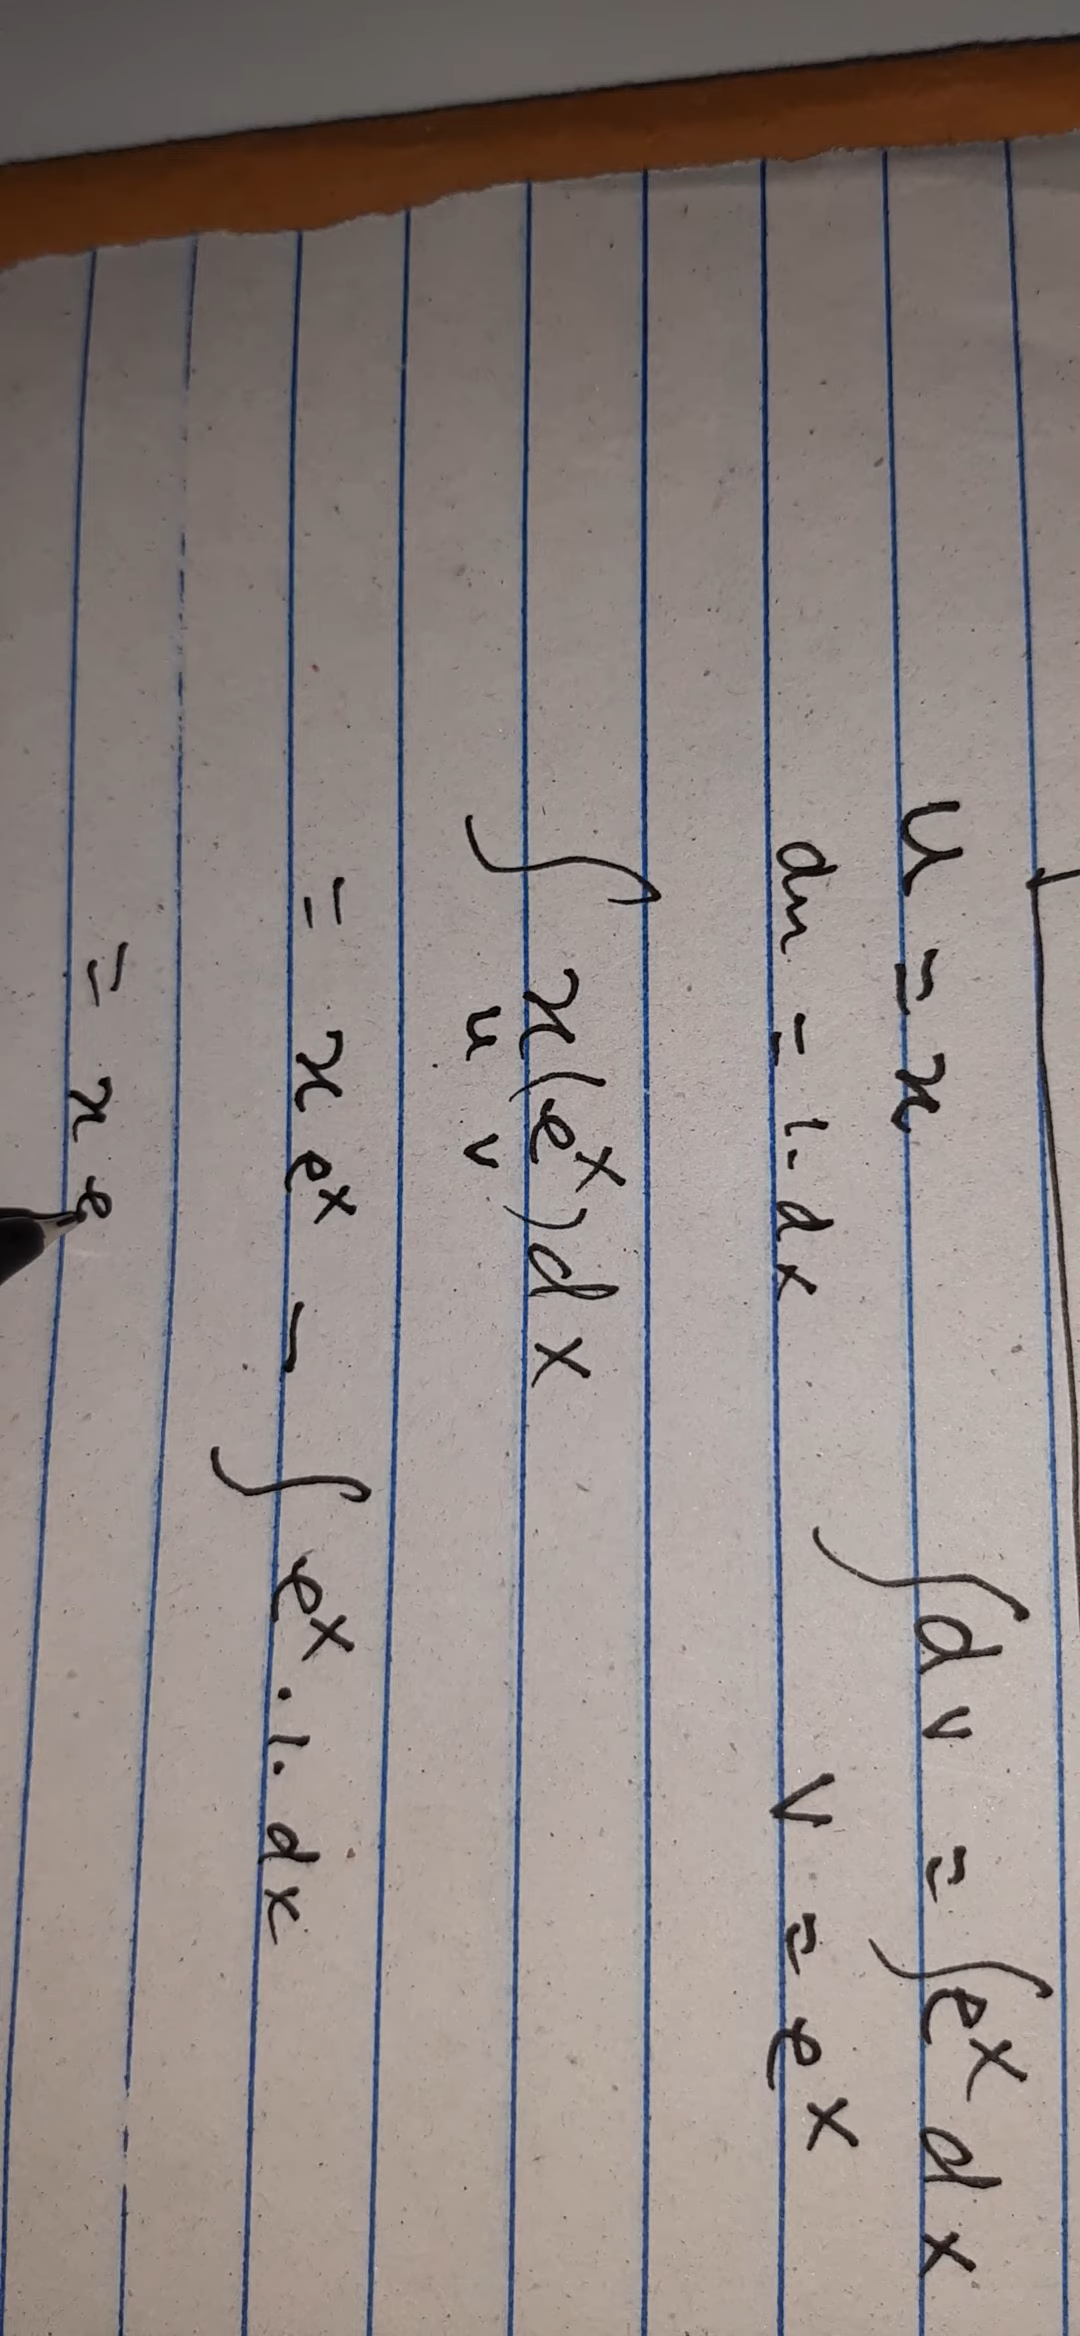 u = x ∫dv = ∫e^x dx
du = 1. dx v = e^x
∫ x(e^x)dx
u v
= x e^x - ∫ e^x . 1. dx
= x e